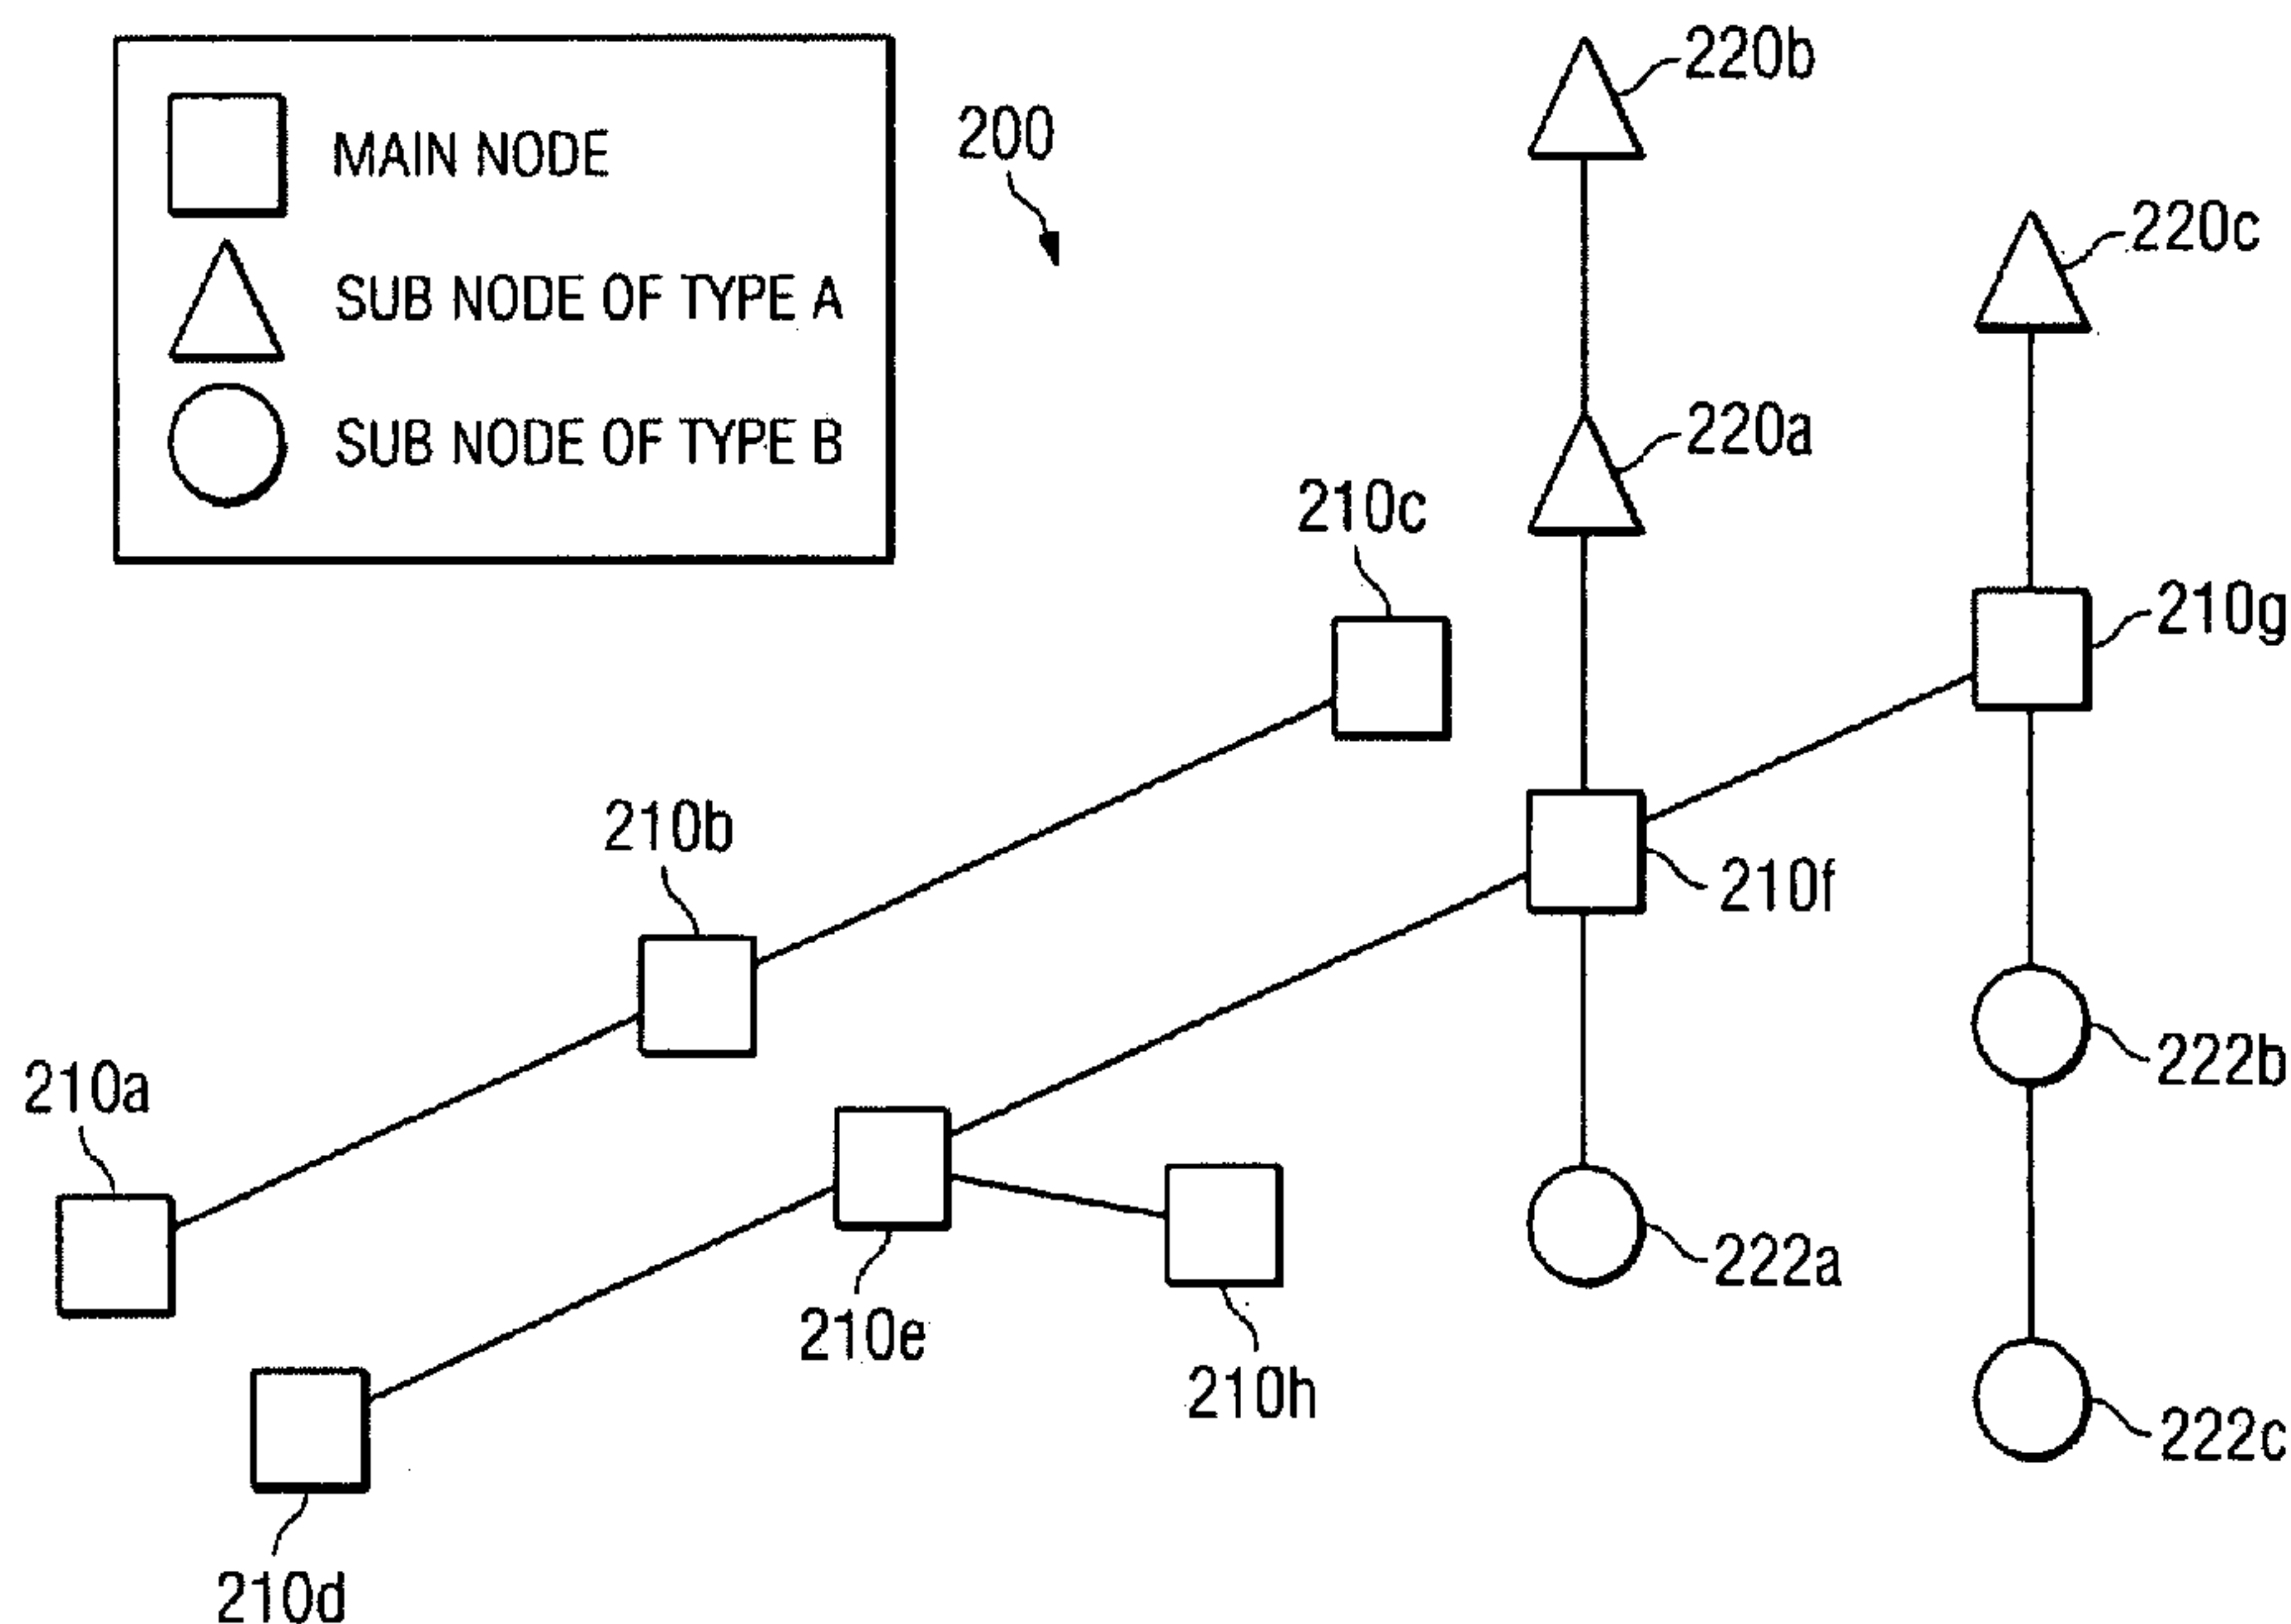 MAIN NODE
SUB NODE OF TYPE A
SUB NODE OF TYPE B
200
220b
220c
220a
210c
210g
210b
210f
210a
222b
222a
210e
210h
222c
210d